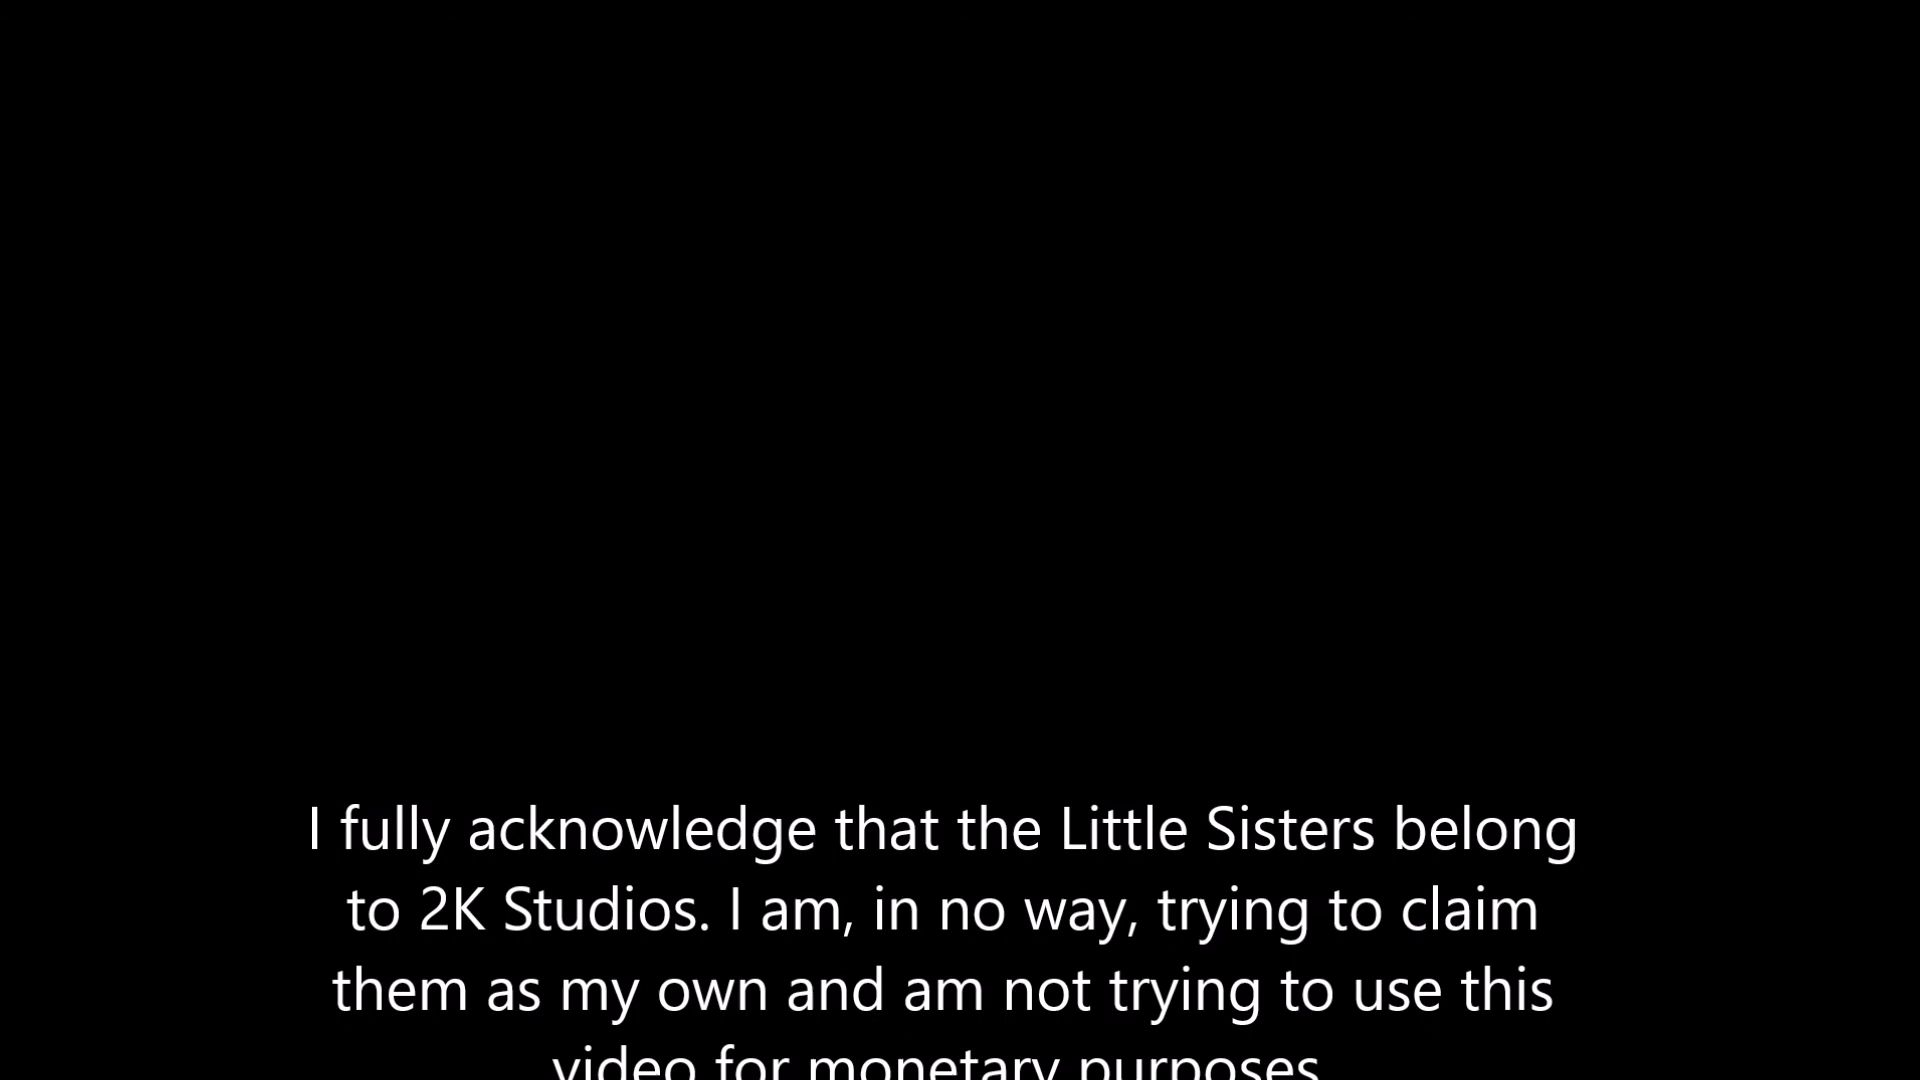 I fully acknowledge that the Little Sisters belong
to 2K Studios. I am, in no way, trying to claim
them as my own and am not trying to use this
video for monetary purposes